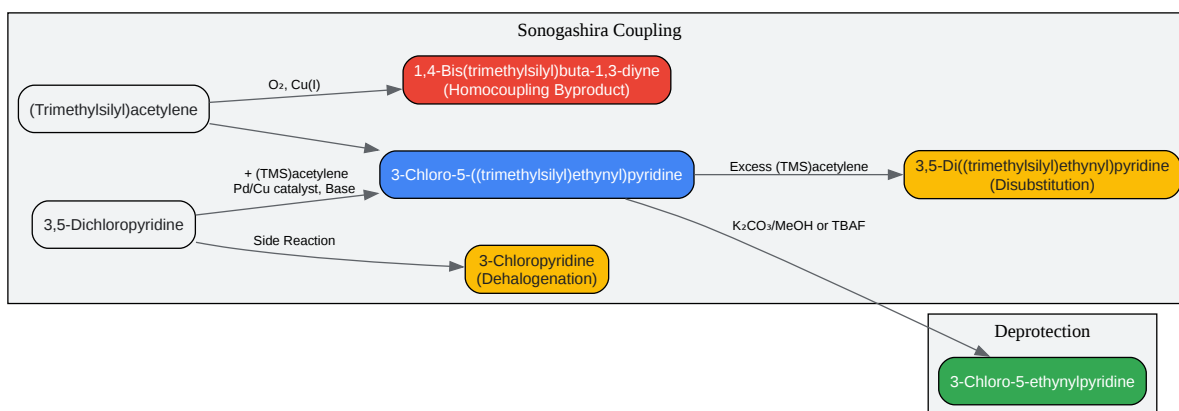 Sonogashira Coupling
1,4-Bis(trimethylsilyl)buta-1,3-diyne
(Homocoupling Byproduct)
O₂, Cu(I)
(Trimethylsilyl)acetylene
+ (TMS)acetylene
Pd/Cu catalyst, Base
3-Chloro-5-((trimethylsilyl)ethynyl)pyridine
Excess (TMS)acetylene
3,5-Di((trimethylsilyl)ethynyl)pyridine
(Disubstitution)
3,5-Dichloropyridine
K₂CO₃/MeOH or TBAF
Side Reaction
3-Chloropyridine
(Dehalogenation)
Deprotection
3-Chloro-5-ethynylpyridine